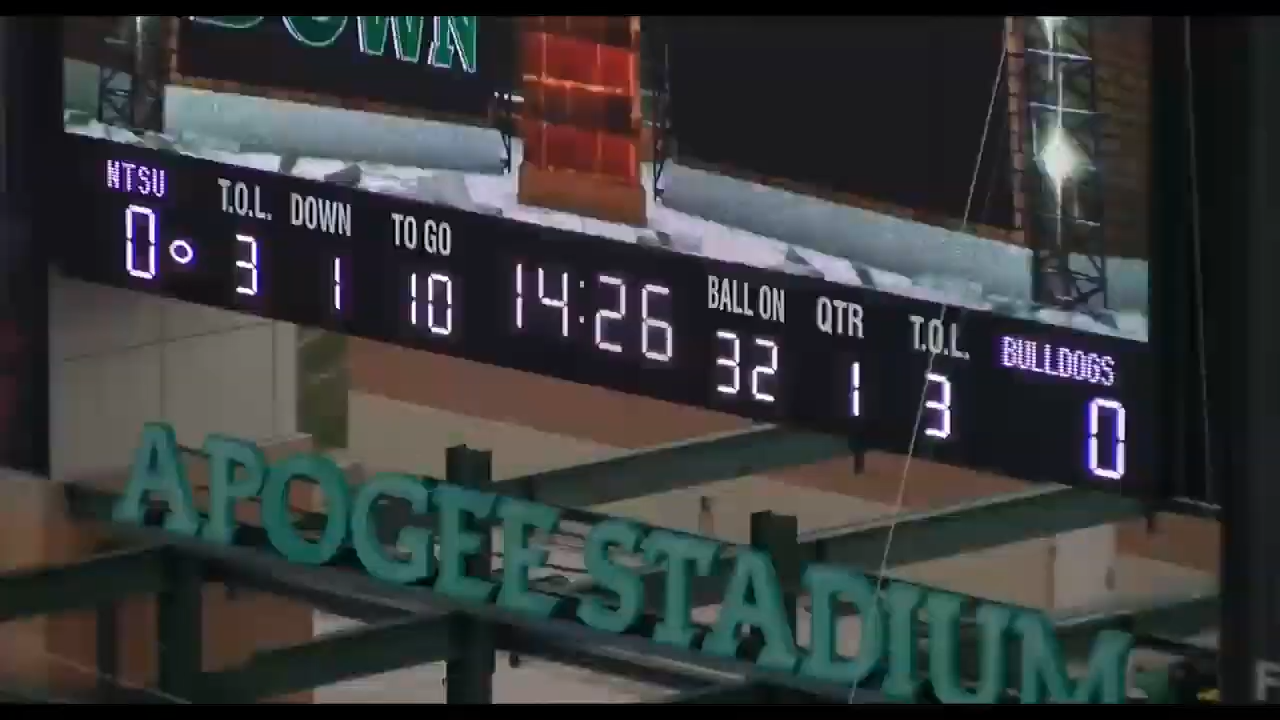 DOWN
NTSU T.O.L. DOWN TO GO BALL ON QTR T.O.L. BULLDOGS
0 3 1 10 14:26 32 1 3 0
APOGEE STADIUM